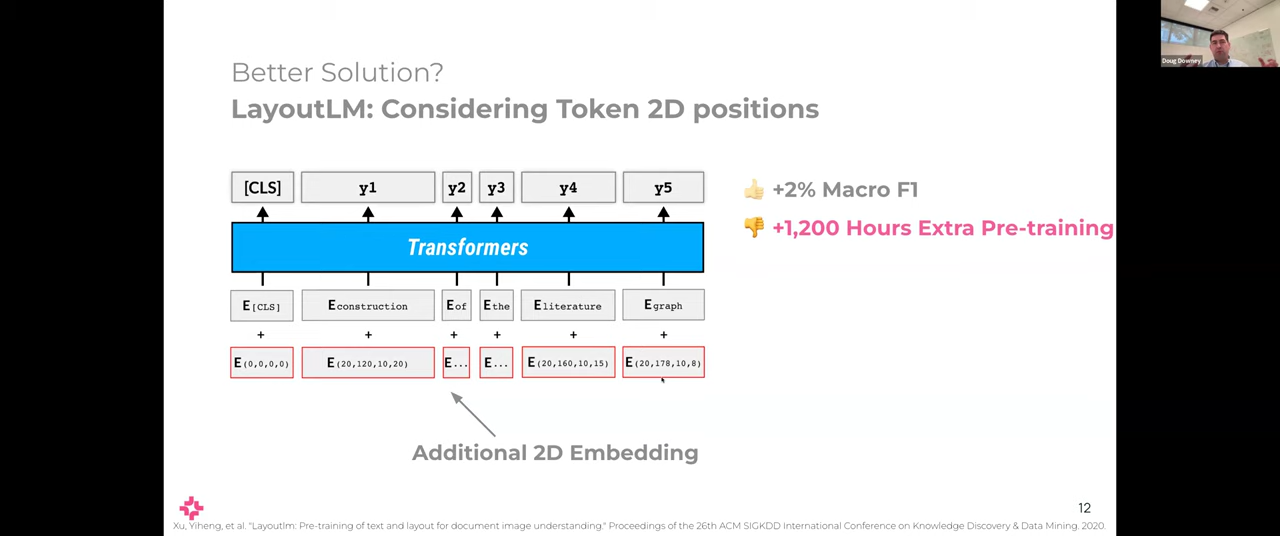 Doug Downey
Better Solution?
LayoutLM: Considering Token 2D positions
[CLS] y1 y2 y3 y4 y5
👍 +2% Macro F1
Transformers
👎 +1,200 Hours Extra Pre-training
E[CLS] Econstruction Eof Ethe Eliterature Egraph
+ + + + + +
E(0,0,0,0) E(20,120,10,20) E... E... E(20,160,10,15) E(20,178,10,8)
Additional 2D Embedding
12
Xu, Yiheng, et al. "Layoutlm: Pre-training of text and layout for document image understanding." Proceedings of the 26th ACM SIGKDD International Conference on Knowledge Discovery & Data Mining. 2020.